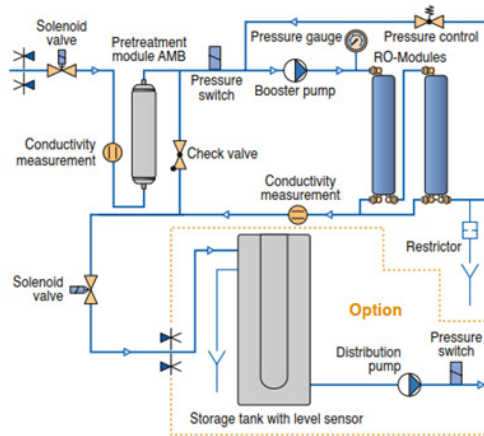 Solenoid
valve
Pretreatment
module AMB
Pressure gauge
Pressure control
RO-Modules
Pressure
switch
Booster pump
Conductivity
measurement
Check valve
Conductivity
measurement
Restrictor
Solenoid
valve
Option
Distribution
pump
Pressure
switch
Storage tank with level sensor